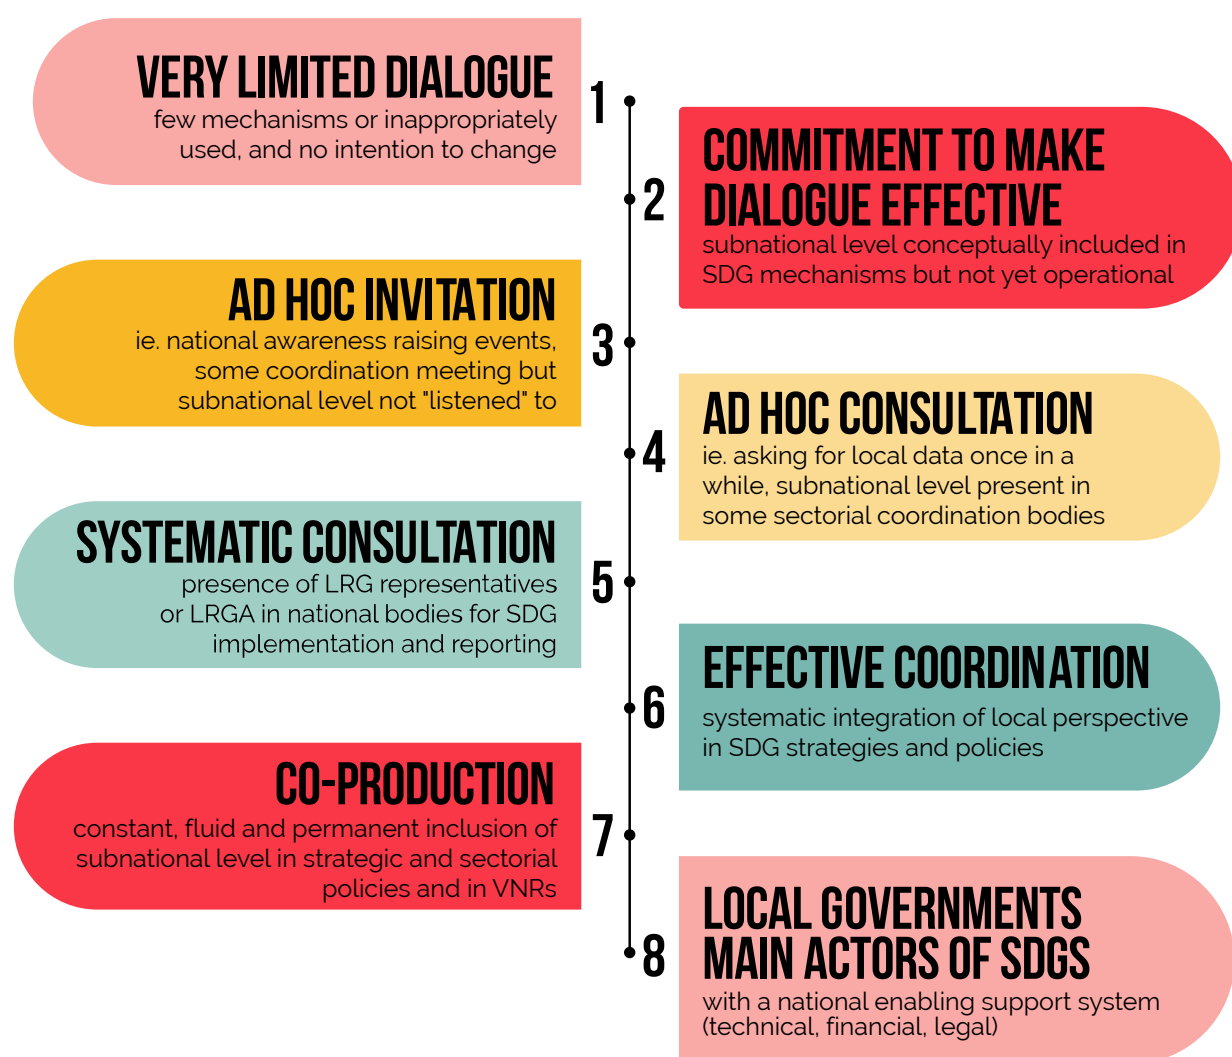 VERY LIMITED DIALOGUE
few mechanisms or inappropriately
used, and no intention to change
1
COMMITMENT TO MAKE
DIALOGUE EFFECTIVE
subnational level conceptually included in
SDG mechanisms but not yet operational
2
AD HOC INVITATION
ie. national awareness raising events,
some coordination meeting but
subnational level not "listened" to
3
AD HOC CONSULTATION
ie. asking for local data once in a
while, subnational level present in
some sectorial coordination bodies
4
SYSTEMATIC CONSULTATION
presence of LRG representatives
or LRGA in national bodies for SDG
implementation and reporting
5
EFFECTIVE COORDINATION
systematic integration of local perspective
in SDG strategies and policies
6
CO-PRODUCTION
constant, fluid and permanent inclusion of
subnational level in strategic and sectorial
policies and in VNRs
7
LOCAL GOVERNMENTS
MAIN ACTORS OF SDGS
with a national enabling support system
(technical, financial, legal)
8